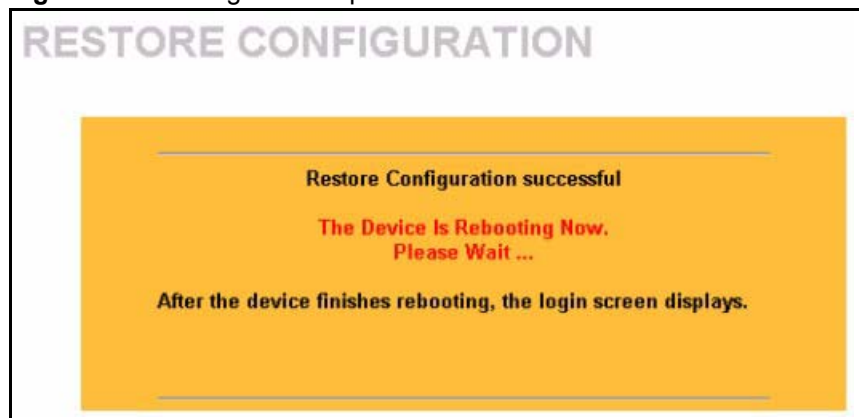 RESTORE CONFIGURATION
Restore Configuration successful
The Device Is Rebooting Now.
Please Wait ...
After the device finishes rebooting, the login screen displays.